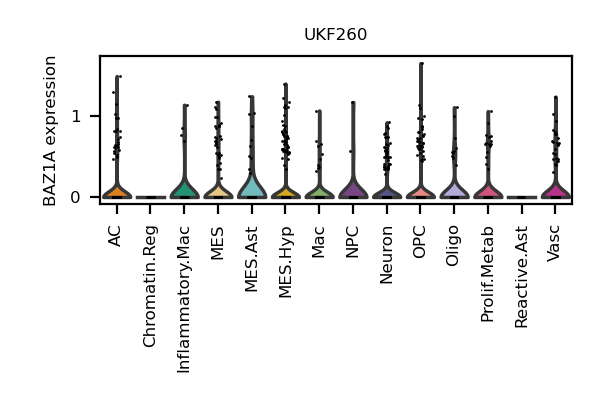 UKF260
BAZ1A expression
1
0
AC
Chromatin.Reg
Inflammatory.Mac
MES
MES.Ast
MES.Hyp
Mac
NPC
Neuron
OPC
Oligo
Prolif.Metab
Reactive.Ast
Vasc